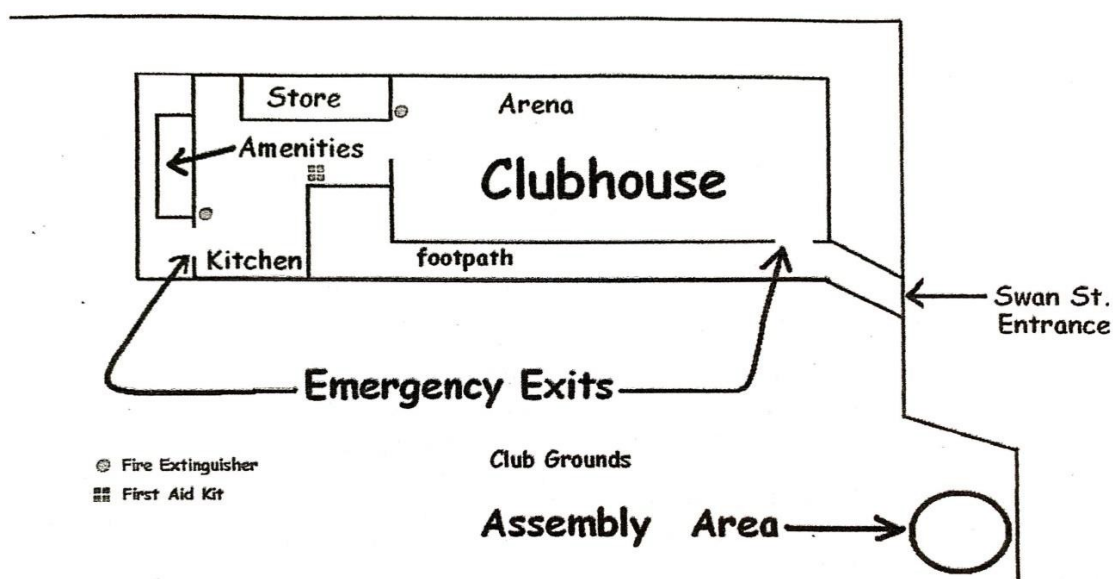 Store
Arena
Amenities
Clubhouse
Kitchen
footpath
Swan St.
Entrance
Emergency Exits
Fire Extinguisher
First Aid Kit
Club Grounds
Assembly Area